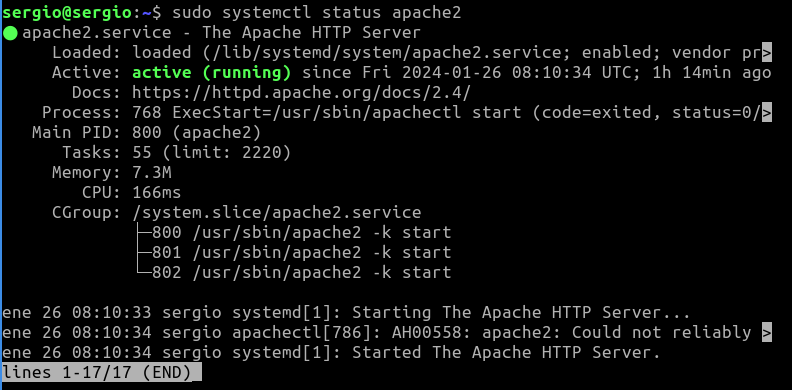 sergio@sergio:~$ sudo systemctl status apache2
● apache2.service - The Apache HTTP Server
     Loaded: loaded (/lib/systemd/system/apache2.service; enabled; vendor pr>
     Active: active (running) since Fri 2024-01-26 08:10:34 UTC; 1h 14min ago
       Docs: https://httpd.apache.org/docs/2.4/
    Process: 768 ExecStart=/usr/sbin/apachectl start (code=exited, status=0/>
   Main PID: 800 (apache2)
      Tasks: 55 (limit: 2220)
     Memory: 7.3M
        CPU: 166ms
     CGroup: /system.slice/apache2.service
             ├─800 /usr/sbin/apache2 -k start
             ├─801 /usr/sbin/apache2 -k start
             └─802 /usr/sbin/apache2 -k start

ene 26 08:10:33 sergio systemd[1]: Starting The Apache HTTP Server...
ene 26 08:10:34 sergio apachectl[786]: AH00558: apache2: Could not reliably >
ene 26 08:10:34 sergio systemd[1]: Started The Apache HTTP Server.
lines 1-17/17 (END)